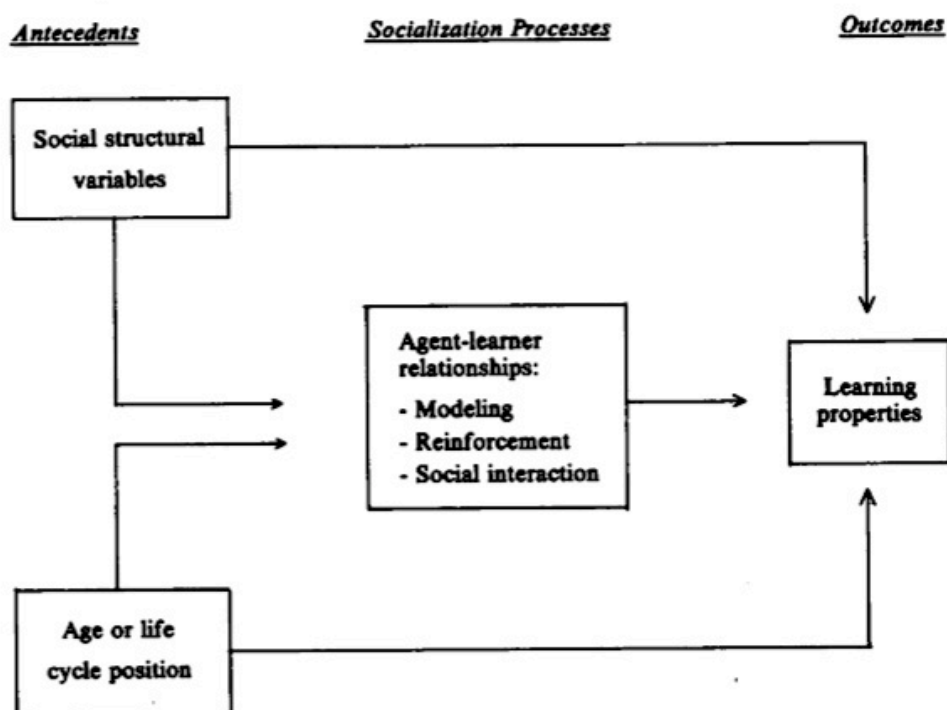 Antecedents
Socialization Processes
Outcomes
Social structural
variables
Agent-learner
relationships:
- Modeling
- Reinforcement
- Social interaction
Learning
properties
Age or life
cycle position